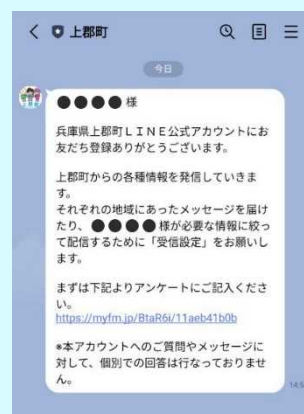 上郡町
今日
●●●● 様
兵庫県上郡町LINE公式アカウントにお
友だち登録ありがとうございます。
上郡町からの各種情報を発信していきま
す。
それぞれの地域にあったメッセージを届け
たり、●●●● 様が必要な情報に絞っ
て配信するために「受信設定」をお願いし
ます。
まずは下記よりアンケートにご記入くださ
い。
https://myfm.jp/BtaR6i/11aeb41b0b
※本アカウントへのご質問やメッセージに
対して、個別での回答は行なっておりませ
ん。